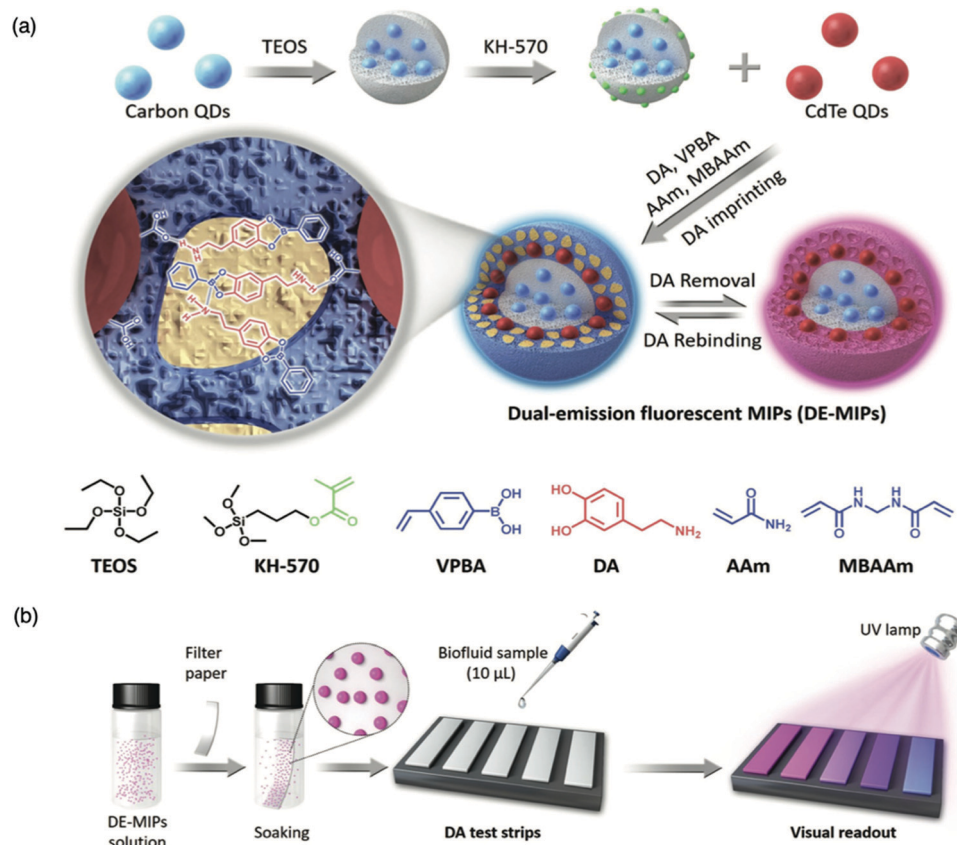 (a)
TEOS
KH-570
Carbon QDs
CdTe QDs
DA, VPBA
AAm, MBAAm
DA imprinting
DA Removal
DA Rebinding
Dual-emission fluorescent MIPs (DE-MIPs)
TEOS
KH-570
VPBA
DA
AAm
MBAAm
(b)
Filter
paper
Biofluid sample
(10 µL)
UV lamp
DE-MIPs
solution
Soaking
DA test strips
Visual readout